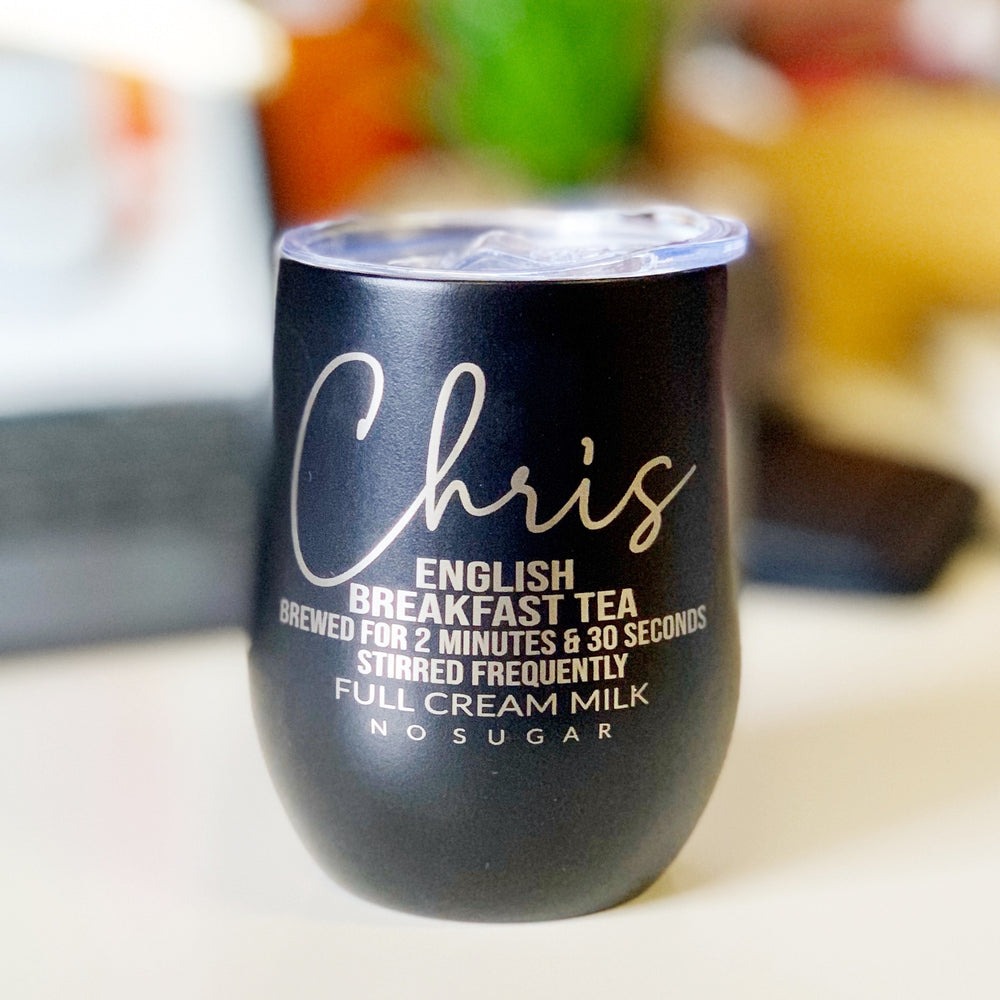 Chris
ENGLISH
BREAKFAST TEA
BREWED FOR 2 MINUTES & 30 SECONDS
STIRRED FREQUENTLY
FULL CREAM MILK
NO SUGAR